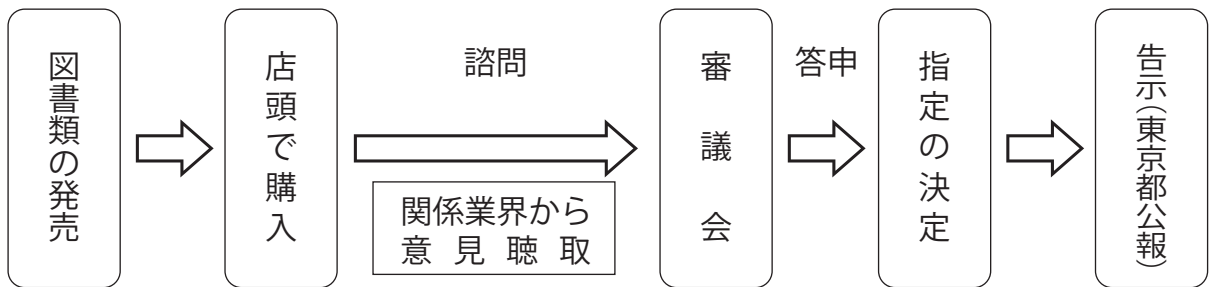 図書類の発売
店頭で購入
諮問
関係業界から
意見聴取
審議会
答申
指定の決定
告示(東京都公報)